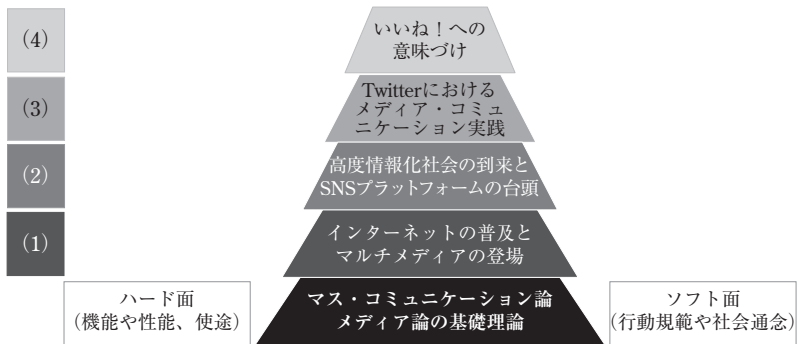 (4)
いいね！への
意味づけ
(3)
Twitterにおける
メディア・コミュ
ニケーション実践
(2)
高度情報化社会の到来と
SNSプラットフォームの台頭
(1)
インターネットの普及と
マルチメディアの登場
ハード面
(機能や性能、使途)
マス・コミュニケーション論
メディア論の基礎理論
ソフト面
(行動規範や社会通念)